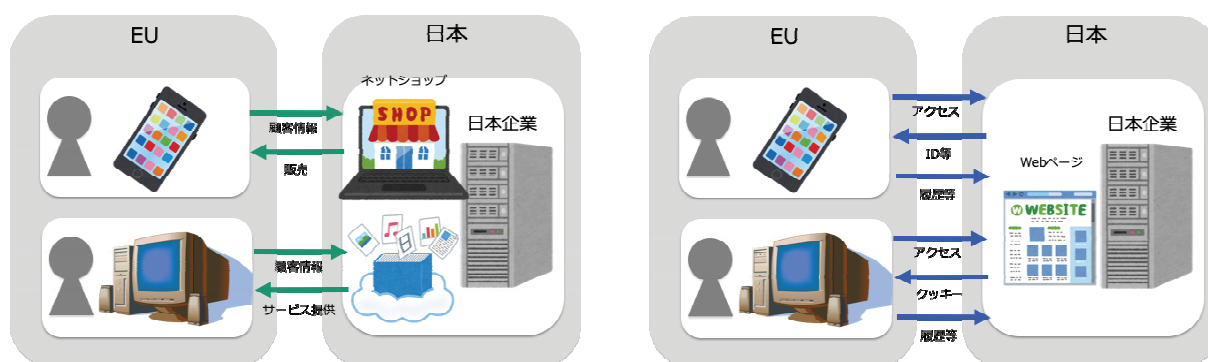 EU
日本
ネットショップ
SHOP
日本企業
顧客情報
販売
顧客情報
サービス提供
EU
日本
日本企業
アクセス
ID等
履歴等
Webページ
WEBSITE
アクセス
クッキー
履歴等